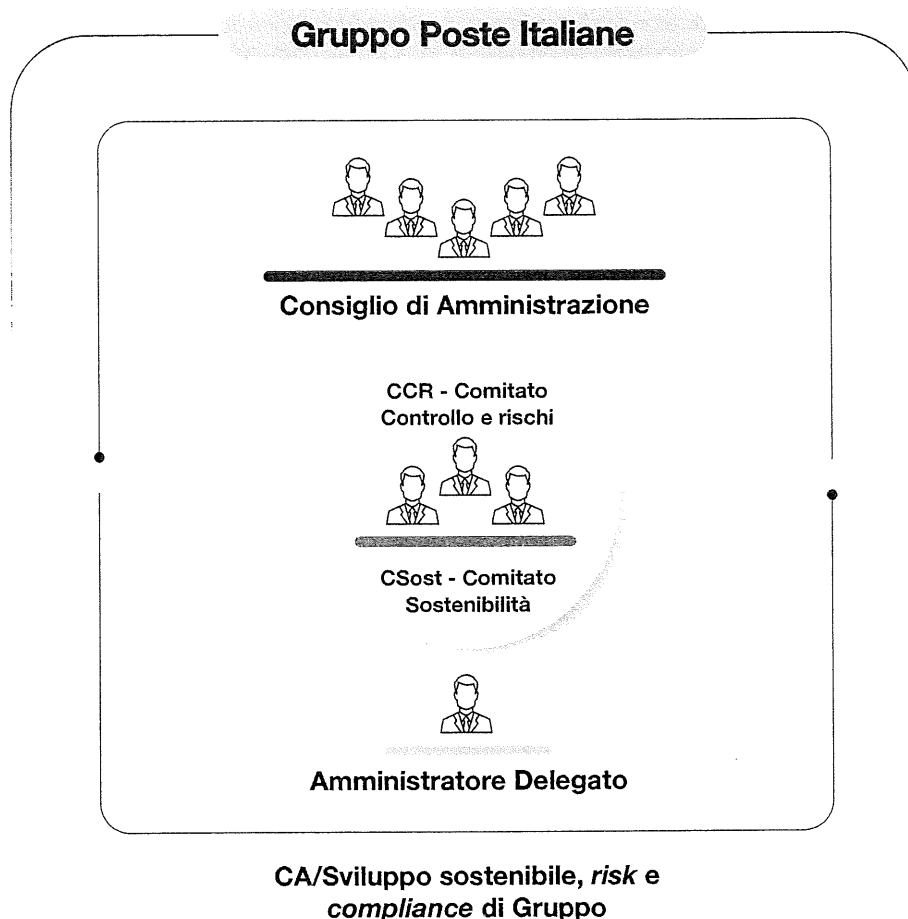 Gruppo Poste Italiane
Consiglio di Amministrazione
CCR - Comitato
Controllo e rischi
CSost - Comitato
Sostenibilità
Amministratore Delegato
CA/Sviluppo sostenibile, risk e
compliance di Gruppo